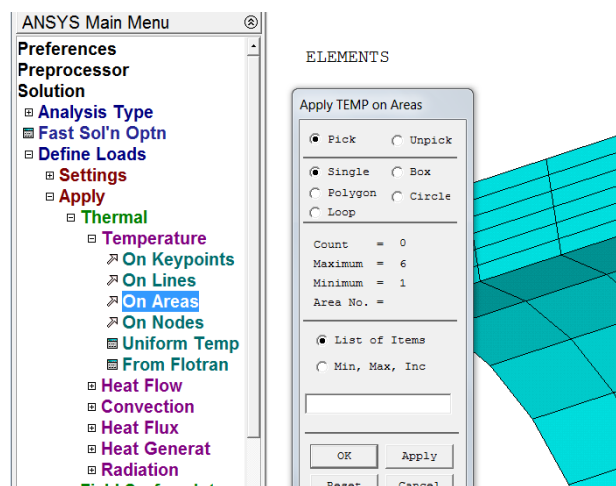 ANSYS Main Menu
Preferences
Preprocessor
Solution
Analysis Type
Fast Sol'n Optn
Define Loads
Settings
Apply
Thermal
Temperature
On Keypoints
On Lines
On Areas
On Nodes
Uniform Temp
From Flotran
Heat Flow
Convection
Heat Flux
Heat Generat
Radiation
ELEMENTS
Apply TEMP on Areas
Pick Unpick
Single Box
Polygon Circle
Loop
Count = 0
Maximum = 6
Minimum = 1
Area No. =
List of Items
Min, Max, Inc
OK Apply
Reset Cancel